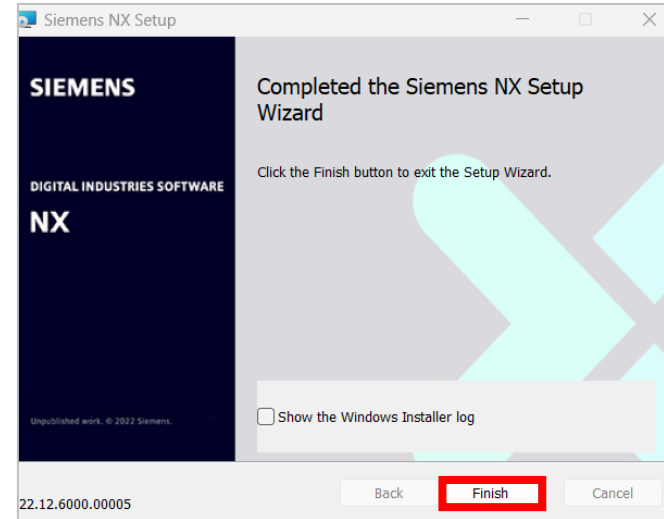 Siemens NX Setup
SIEMENS
DIGITAL INDUSTRIES SOFTWARE
NX
Unpublished work. © 2022 Siemens.
Completed the Siemens NX Setup
Wizard
Click the Finish button to exit the Setup Wizard.
Show the Windows Installer log
22.12.6000.00005
Back
Finish
Cancel